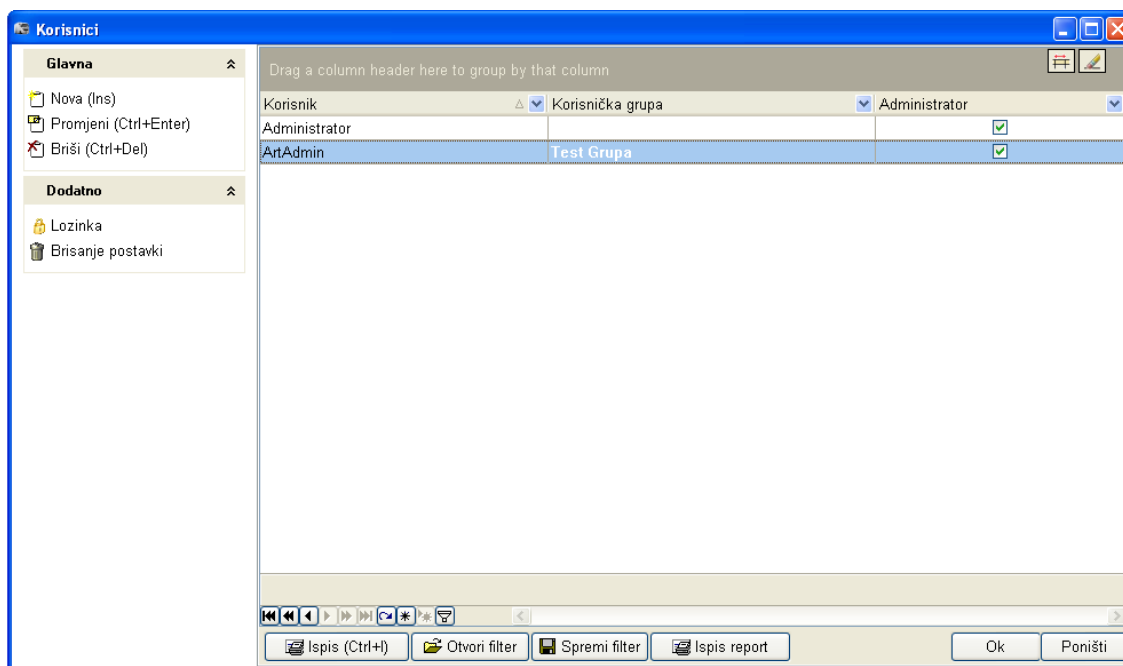 Korisnici
Glavna
Nova (Ins)
Promjeni (Ctrl+Enter)
Briši (Ctrl+Del)
Dodatno
Lozinka
Brisanje postavki
Drag a column header here to group by that column
Korisnik Korisnička grupa Administrator
Administrator
ArtAdmin Test Grupa
Ispis (Ctrl+I) Otvori filter Spremi filter Ispis report Ok Poništi